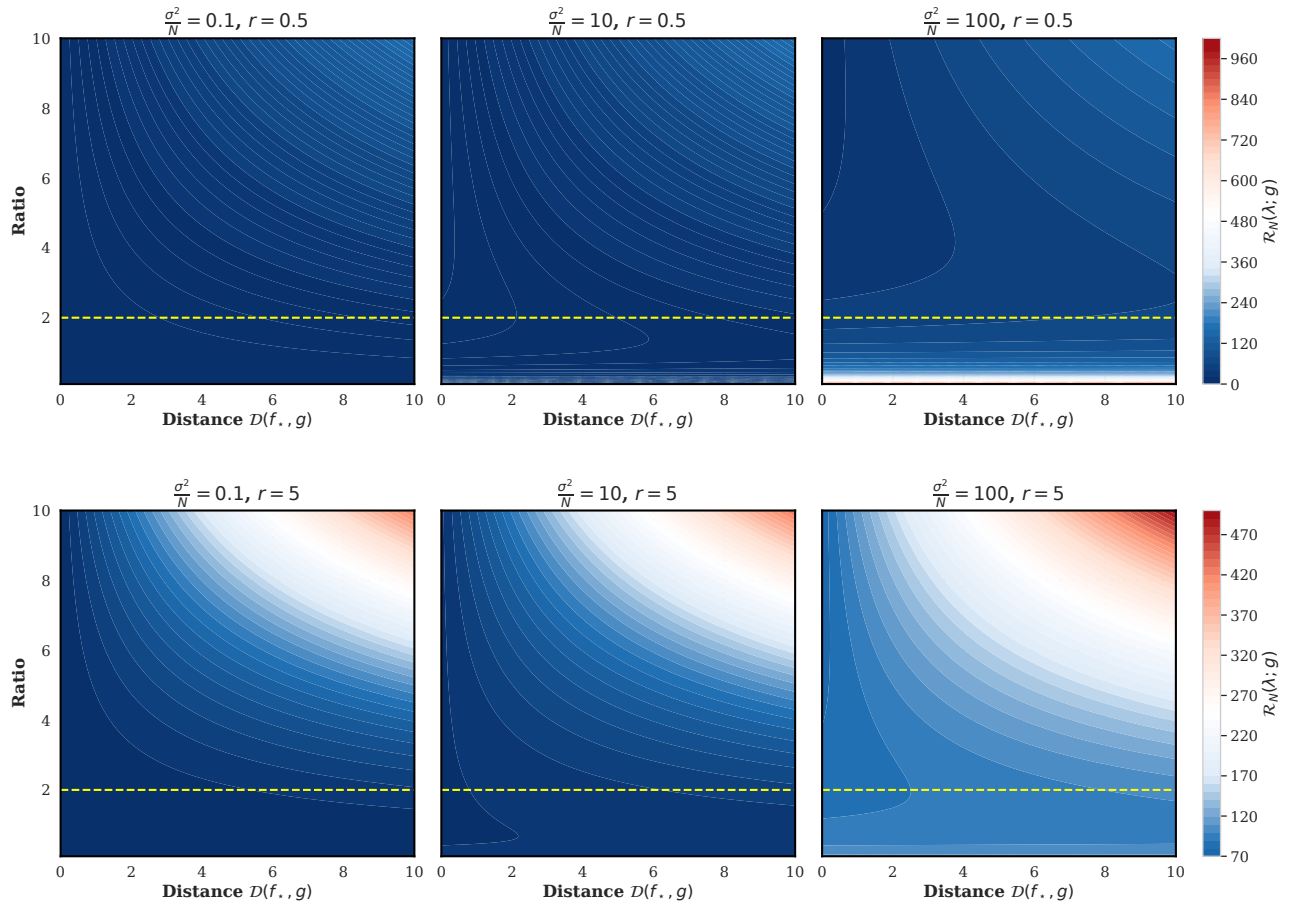 σ²/N = 0.1, r = 0.5
σ²/N = 10, r = 0.5
σ²/N = 100, r = 0.5
10
8
6
4
2
Ratio
0 2 4 6 8 10
0 2 4 6 8 10
0 2 4 6 8 10
Distance 𝒟(f⋆, g)
Distance 𝒟(f⋆, g)
Distance 𝒟(f⋆, g)
960
840
720
600
480
360
240
120
0
ℛ_N(λ; g)
σ²/N = 0.1, r = 5
σ²/N = 10, r = 5
σ²/N = 100, r = 5
10
8
6
4
2
Ratio
0 2 4 6 8 10
0 2 4 6 8 10
0 2 4 6 8 10
Distance 𝒟(f⋆, g)
Distance 𝒟(f⋆, g)
Distance 𝒟(f⋆, g)
470
420
370
320
270
220
170
120
70
ℛ_N(λ; g)